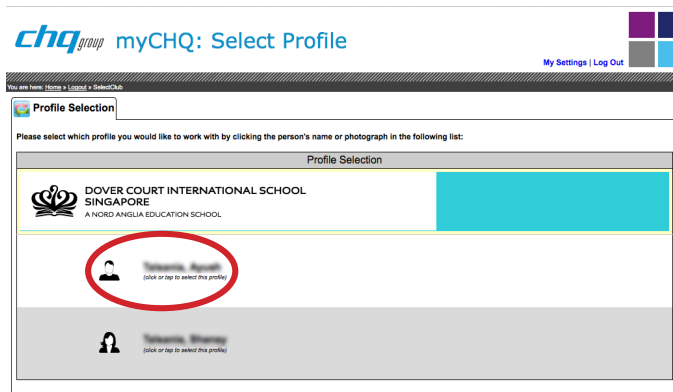 chq group myCHQ: Select Profile
My Settings | Log Out
You are here: Home » Logout » SelectClub
Profile Selection
Please select which profile you would like to work with by clicking the person's name or photograph in the following list:
Profile Selection
DOVER COURT INTERNATIONAL SCHOOL
SINGAPORE
A NORD ANGLIA EDUCATION SCHOOL
(click or tap to select this profile)
(click or tap to select this profile)